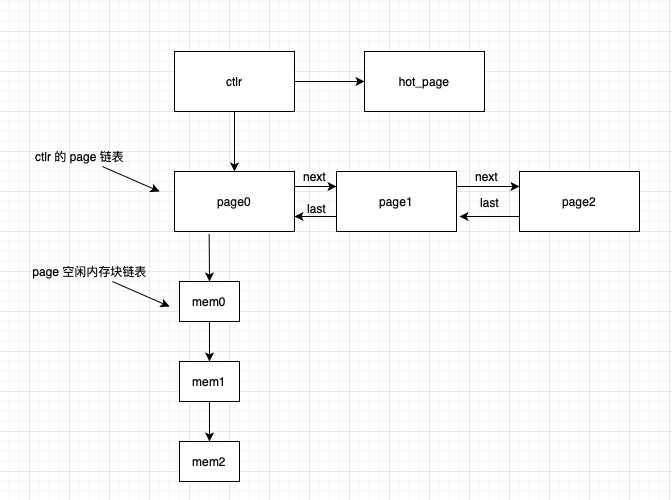 ctlr
hot_page
ctlr 的 page 链表
page0
next
last
page1
next
last
page2
page 空闲内存块链表
mem0
mem1
mem2